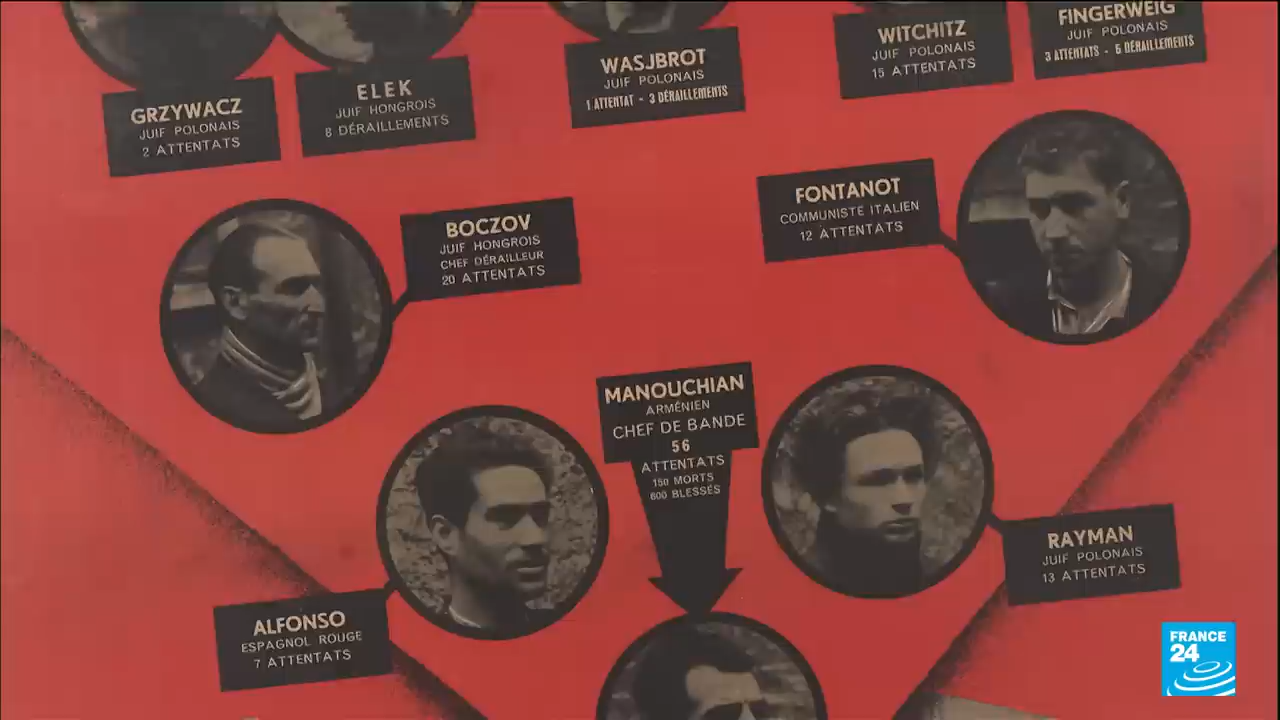 GRZYWACZ
JUIF POLONAIS
2 ATTENTATS
ELEK
JUIF HONGROIS
8 DÉRAILLEMENTS
WASJBROT
JUIF POLONAIS
1 ATTENTAT - 3 DÉRAILLEMENTS
WITCHITZ
JUIF POLONAIS
15 ATTENTATS
FINGERWEIG
JUIF POLONAIS
3 ATTENTATS - 5 DÉRAILLEMENTS
BOCZOV
JUIF HONGROIS
CHEF DÉRAILLEUR
20 ATTENTATS
FONTANOT
COMMUNISTE ITALIEN
12 ATTENTATS
MANOUCHIAN
ARMÉNIEN
CHEF DE BANDE
56
ATTENTATS
150 MORTS
600 BLESSÉS
RAYMAN
JUIF POLONAIS
13 ATTENTATS
ALFONSO
ESPAGNOL ROUGE
7 ATTENTATS
FRANCE
24